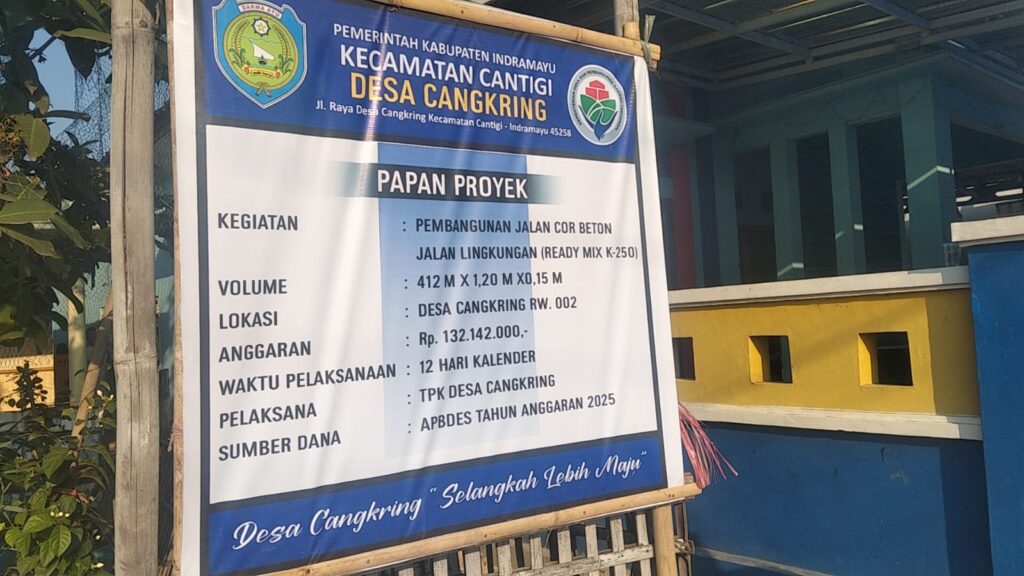 DARMA AYU
PEMERINTAH KABUPATEN INDRAMAYU
KECAMATAN CANTIGI
DESA CANGKRING
Jl. Raya Desa Cangkring Kecamatan Cantigi - Indramayu 45258
PAPAN PROYEK
KEGIATAN : PEMBANGUNAN JALAN COR BETON
JALAN LINGKUNGAN (READY MIX K-250)
VOLUME : 412 M X 1,20 M X0,15 M
LOKASI : DESA CANGKRING RW. 002
ANGGARAN : Rp. 132.142.000,-
WAKTU PELAKSANAAN : 12 HARI KALENDER
PELAKSANA : TPK DESA CANGKRING
SUMBER DANA : APBDES TAHUN ANGGARAN 2025
Desa Cangkring "Selangkah Lebih Maju"